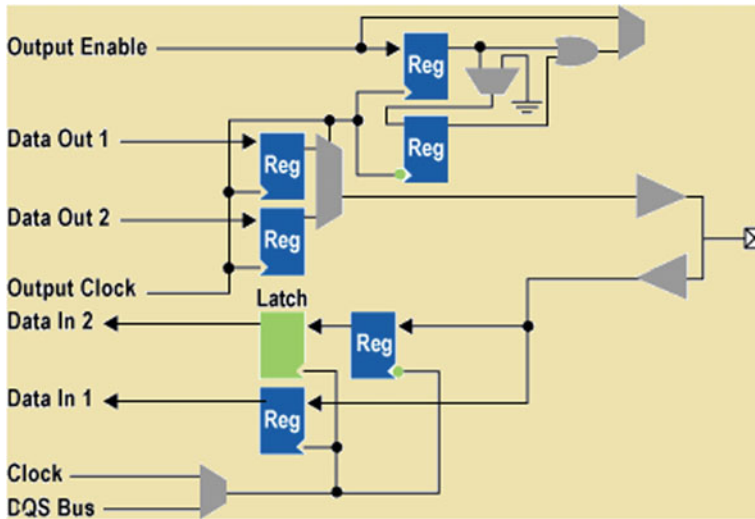 Output Enable
Reg
Reg
Data Out 1
Reg
Data Out 2
Reg
Output Clock
Latch
Data In 2
Reg
Data In 1
Reg
Clock
DQS Bus